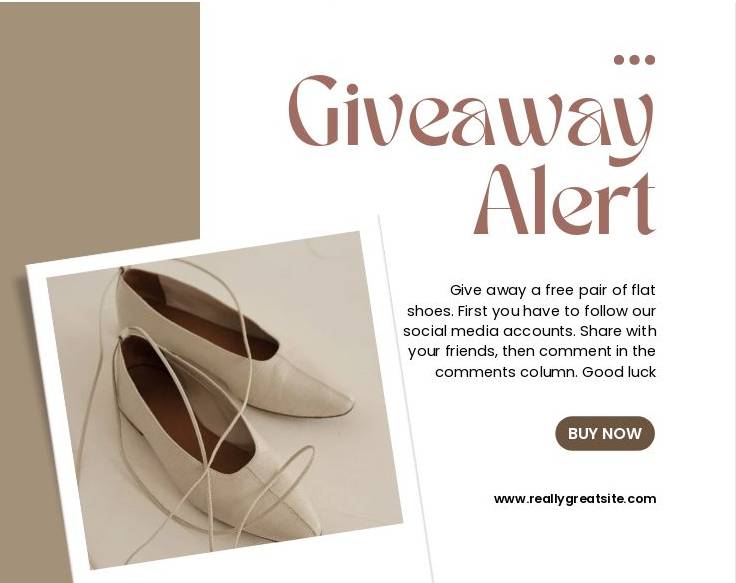 Giveaway
Alert
Give away a free pair of flat
shoes. First you have to follow our
social media accounts. Share with
your friends, then comment in the
comments column. Good luck
BUY NOW
www.reallygreatsite.com